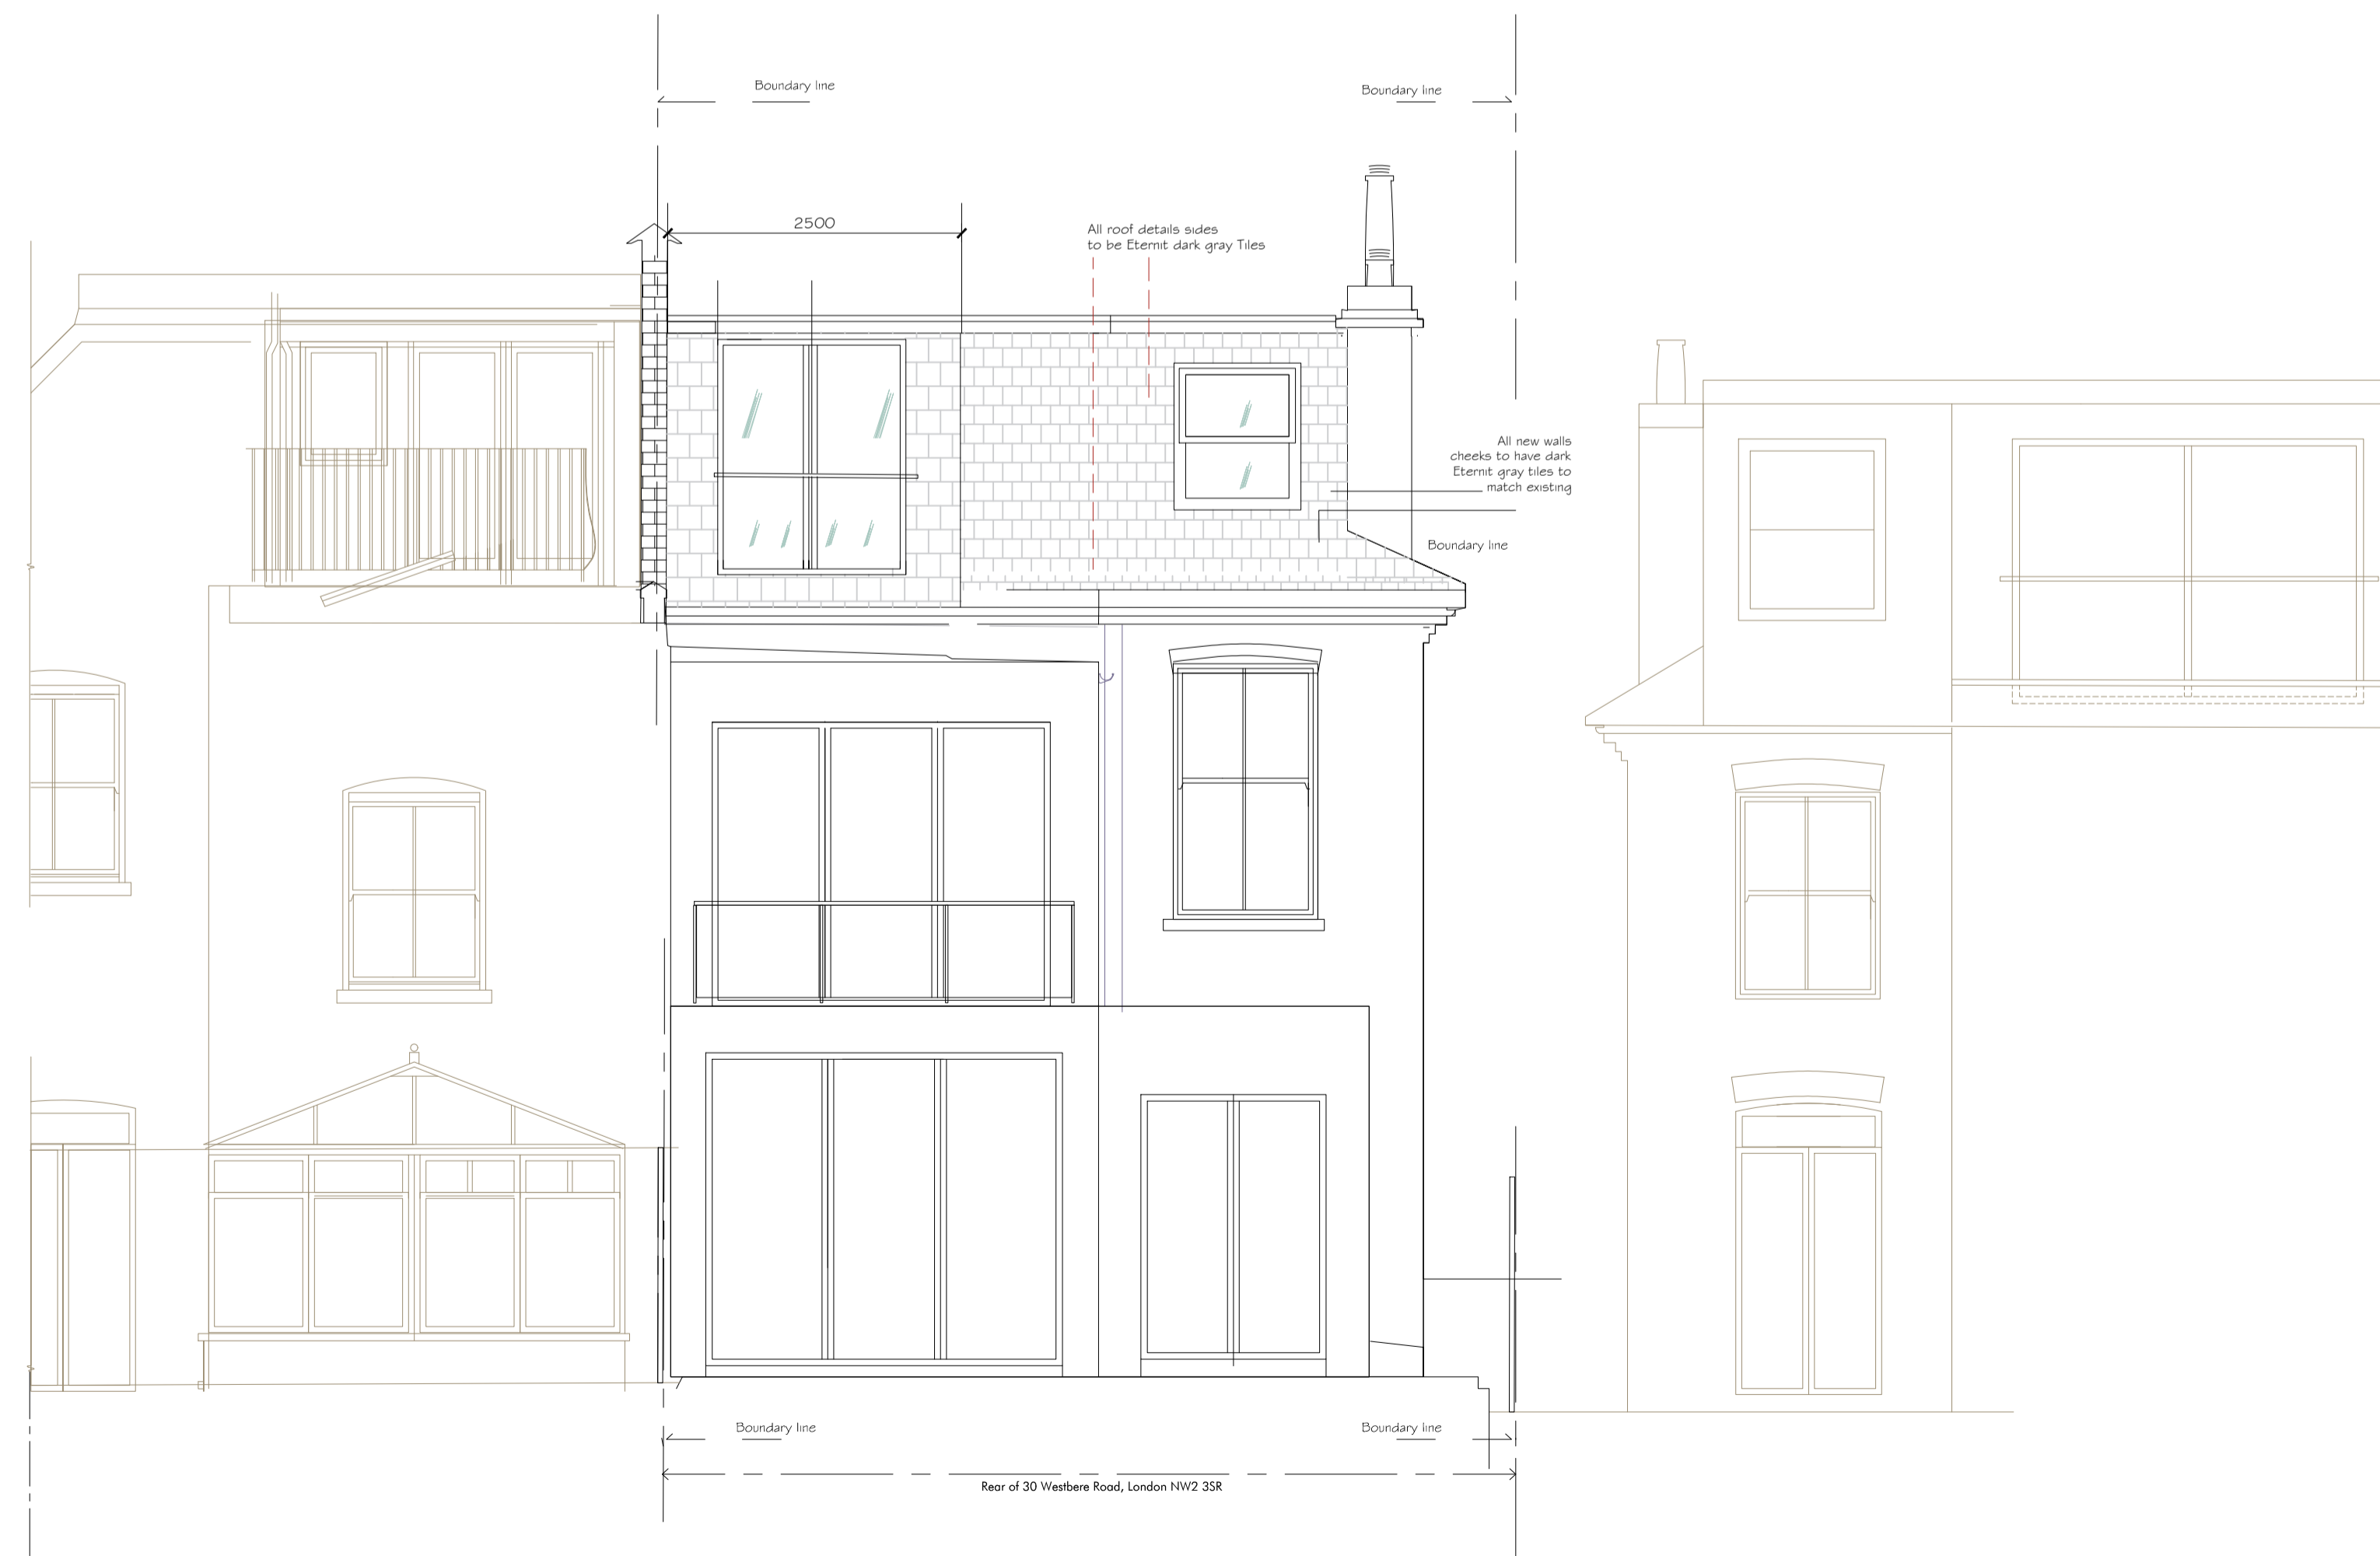 Boundary line
Boundary line
2500
All roof details sides
to be Eternit dark gray Tiles
All new walls
cheeks to have dark
Eternit gray tiles to
match existing
Boundary line
Boundary line
Boundary line
Rear of 30 Westbere Road, London NW2 3SR